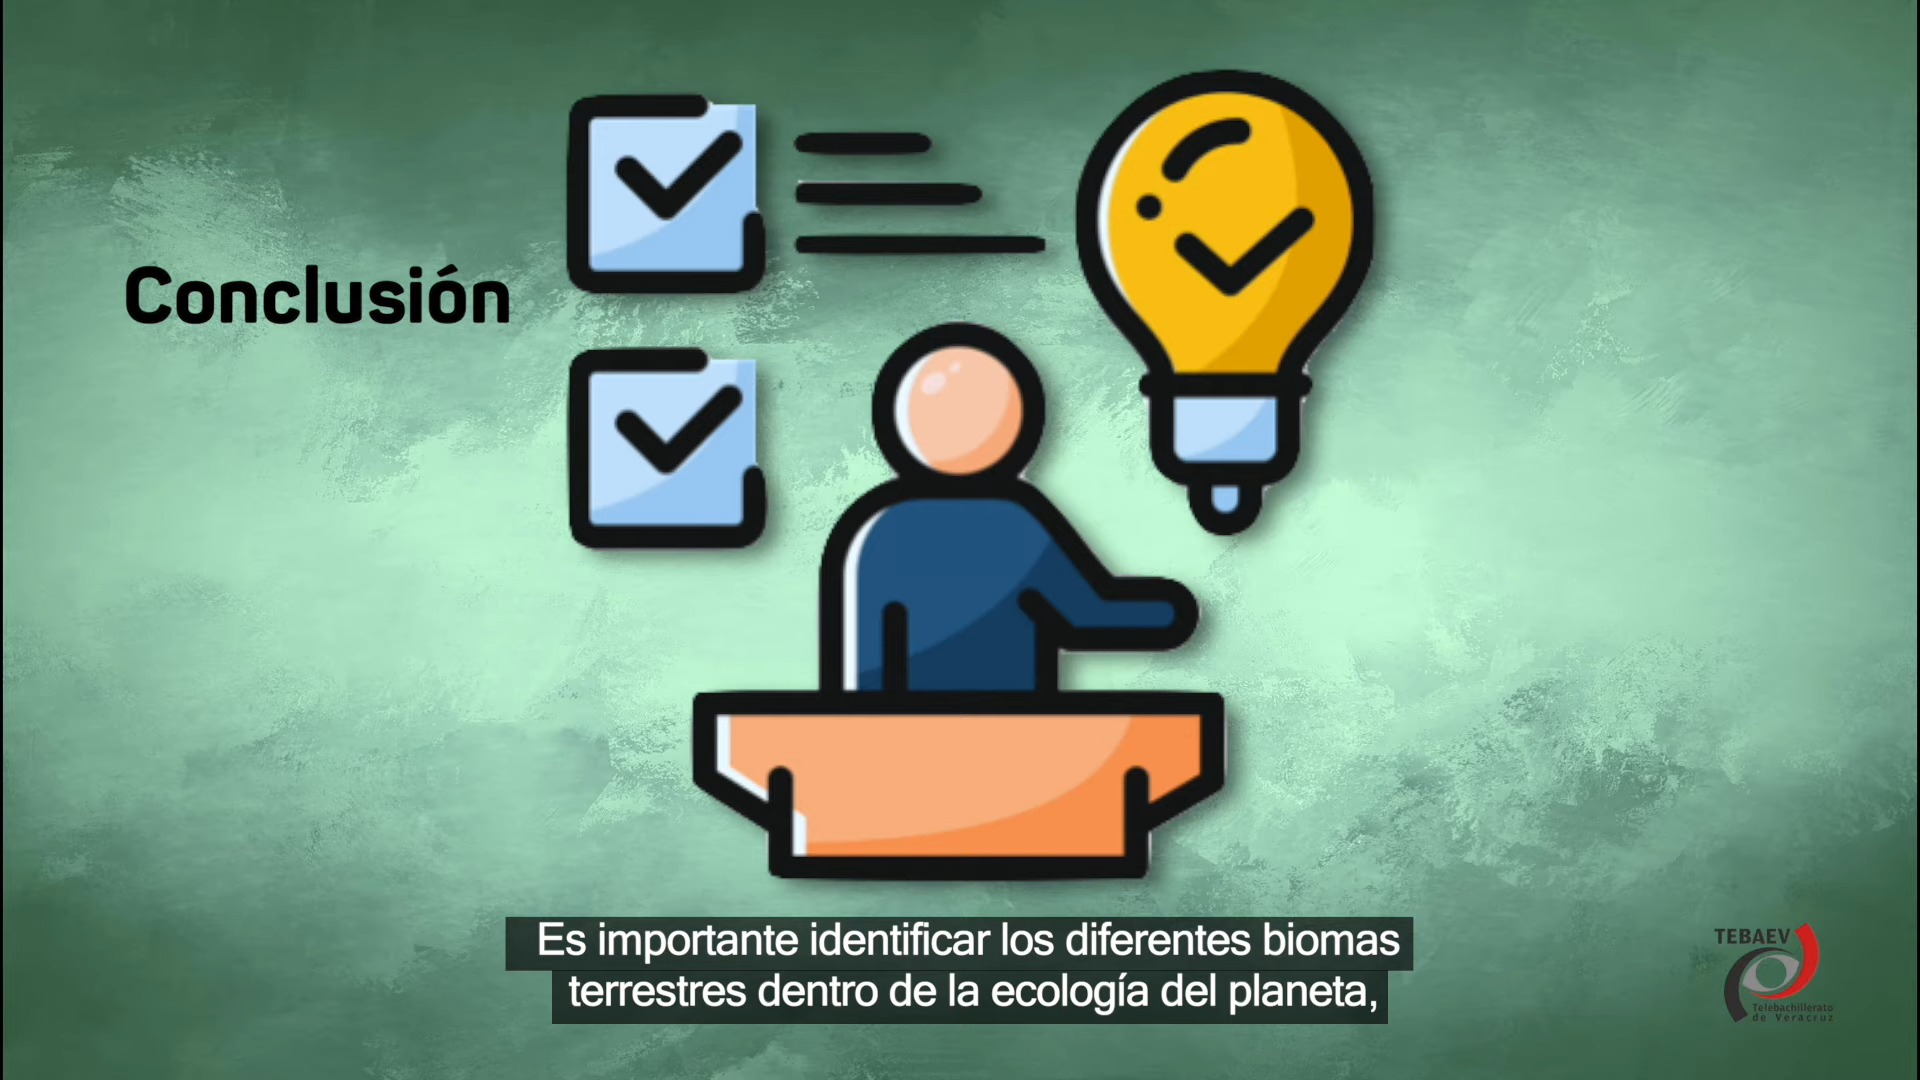 Conclusión
Es importante identificar los diferentes biomas
terrestres dentro de la ecología del planeta,
TEBAEV
Telebachillerato
de Veracruz